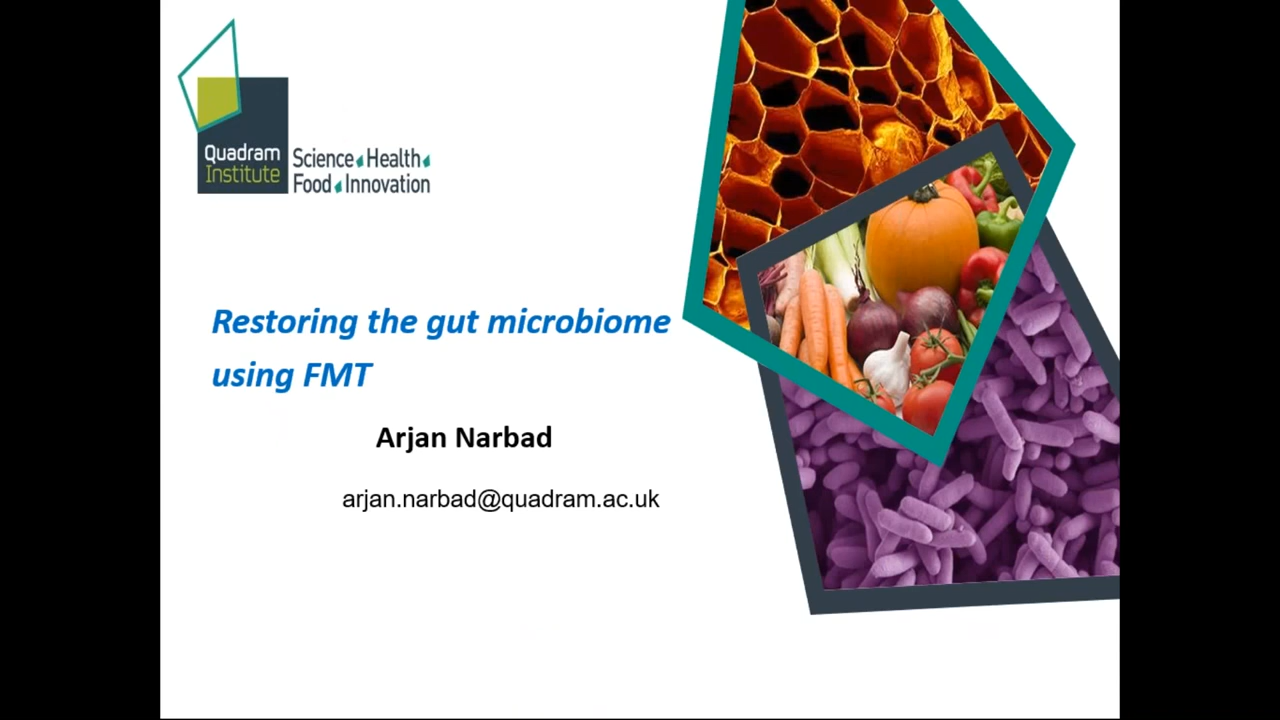 Quadram
Institute
Science Health
Food Innovation
Restoring the gut microbiome
using FMT
Arjan Narbad
arjan.narbad@quadram.ac.uk